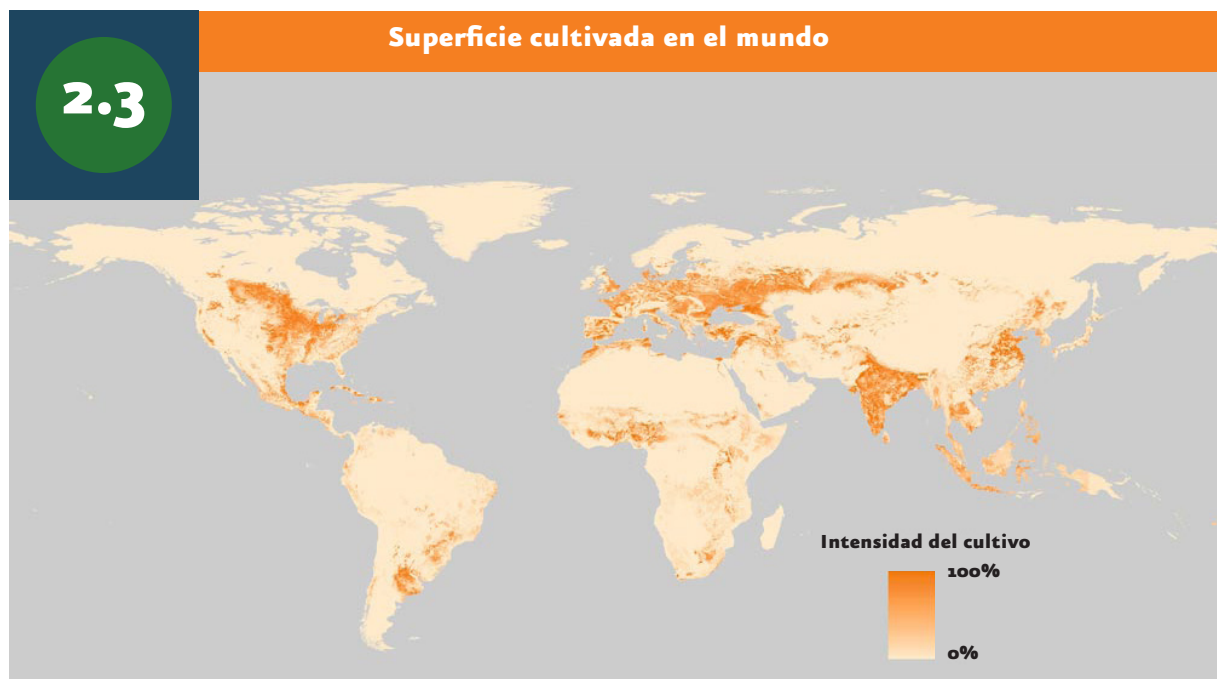 Superficie cultivada en el mundo
2.3
Intensidad del cultivo
100%
0%